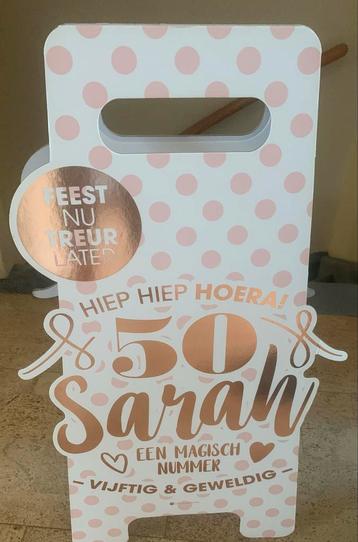 FEEST
NU
TREUR
LATER
HIEP HIEP HOERA!
50
Sarah
EEN MAGISCH
NUMMER
– VIJFTIG & GEWELDIG –